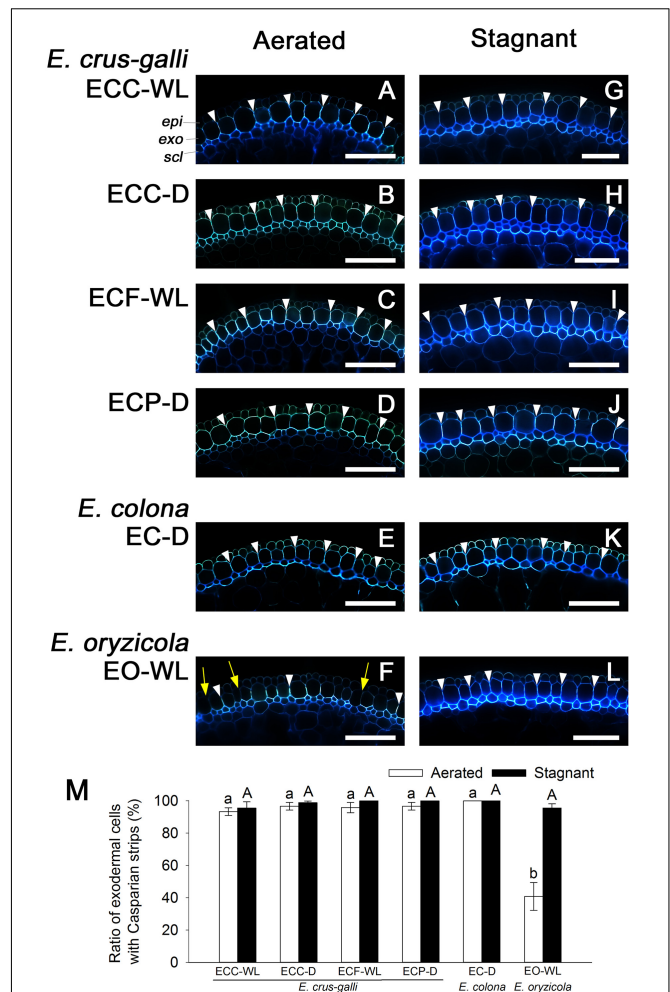 Aerated Stagnant
E. crus-galli
ECC-WL A G
epi
exo
scl
ECC-D B H
ECF-WL C I
ECP-D D J
E. colona
EC-D E K
E. oryzicola
EO-WL F L
M
Aerated Stagnant
Ratio of exodermal cells
with Casparian strips (%)
100
80
60
40
20
0
a A a A a A a A a A b A
ECC-WL ECC-D ECF-WL ECP-D EC-D EO-WL
E. crus-galli E. colona E. oryzicola